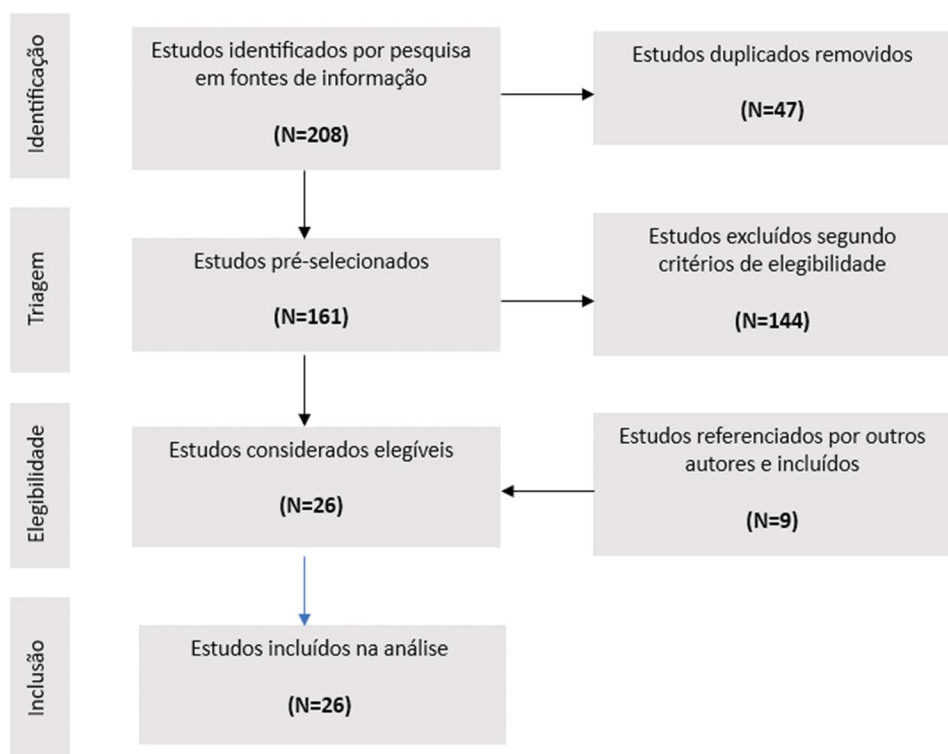 Identificação
Estudos identificados por pesquisa
em fontes de informação
(N=208)
Estudos duplicados removidos
(N=47)
Triagem
Estudos pré-selecionados
(N=161)
Estudos excluídos segundo
critérios de elegibilidade
(N=144)
Elegibilidade
Estudos considerados elegíveis
(N=26)
Estudos referenciados por outros
autores e incluídos
(N=9)
Inclusão
Estudos incluídos na análise
(N=26)